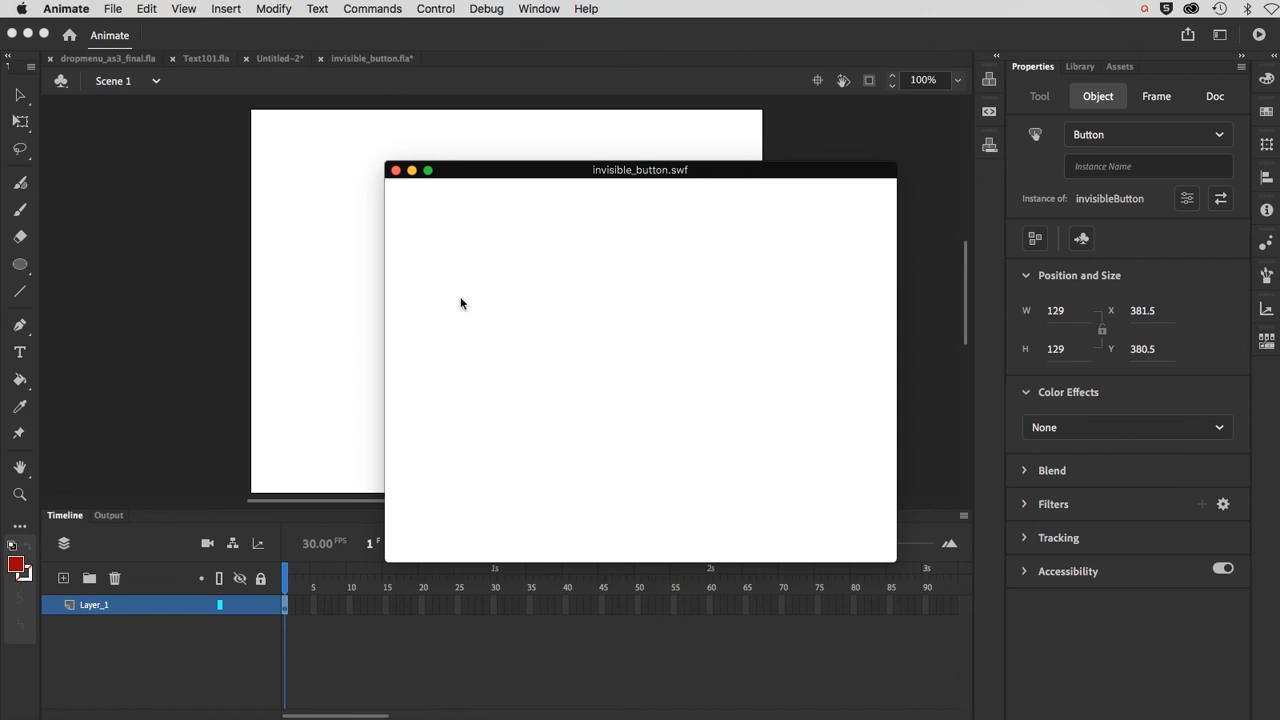 Animate File Edit View Insert Modify Text Commands Control Debug Window Help
Animate
dropmenu_as3_final.fla Text101.fla Untitled-2* invisible_button.fla*
Scene 1 100%
invisible_button.swf
Properties Library Assets
Tool Object Frame Doc
Button
Instance Name
Instance of: invisibleButton
Position and Size
W 129 X 381.5
H 129 Y 380.5
Color Effects
None
Blend
Filters
Tracking
Accessibility
Timeline Output
30.00 FPS 1 F
1s 2s 3s
5 10 15 20 25 30 35 40 45 50 55 60 65 70 75 80 85 90
Layer_1